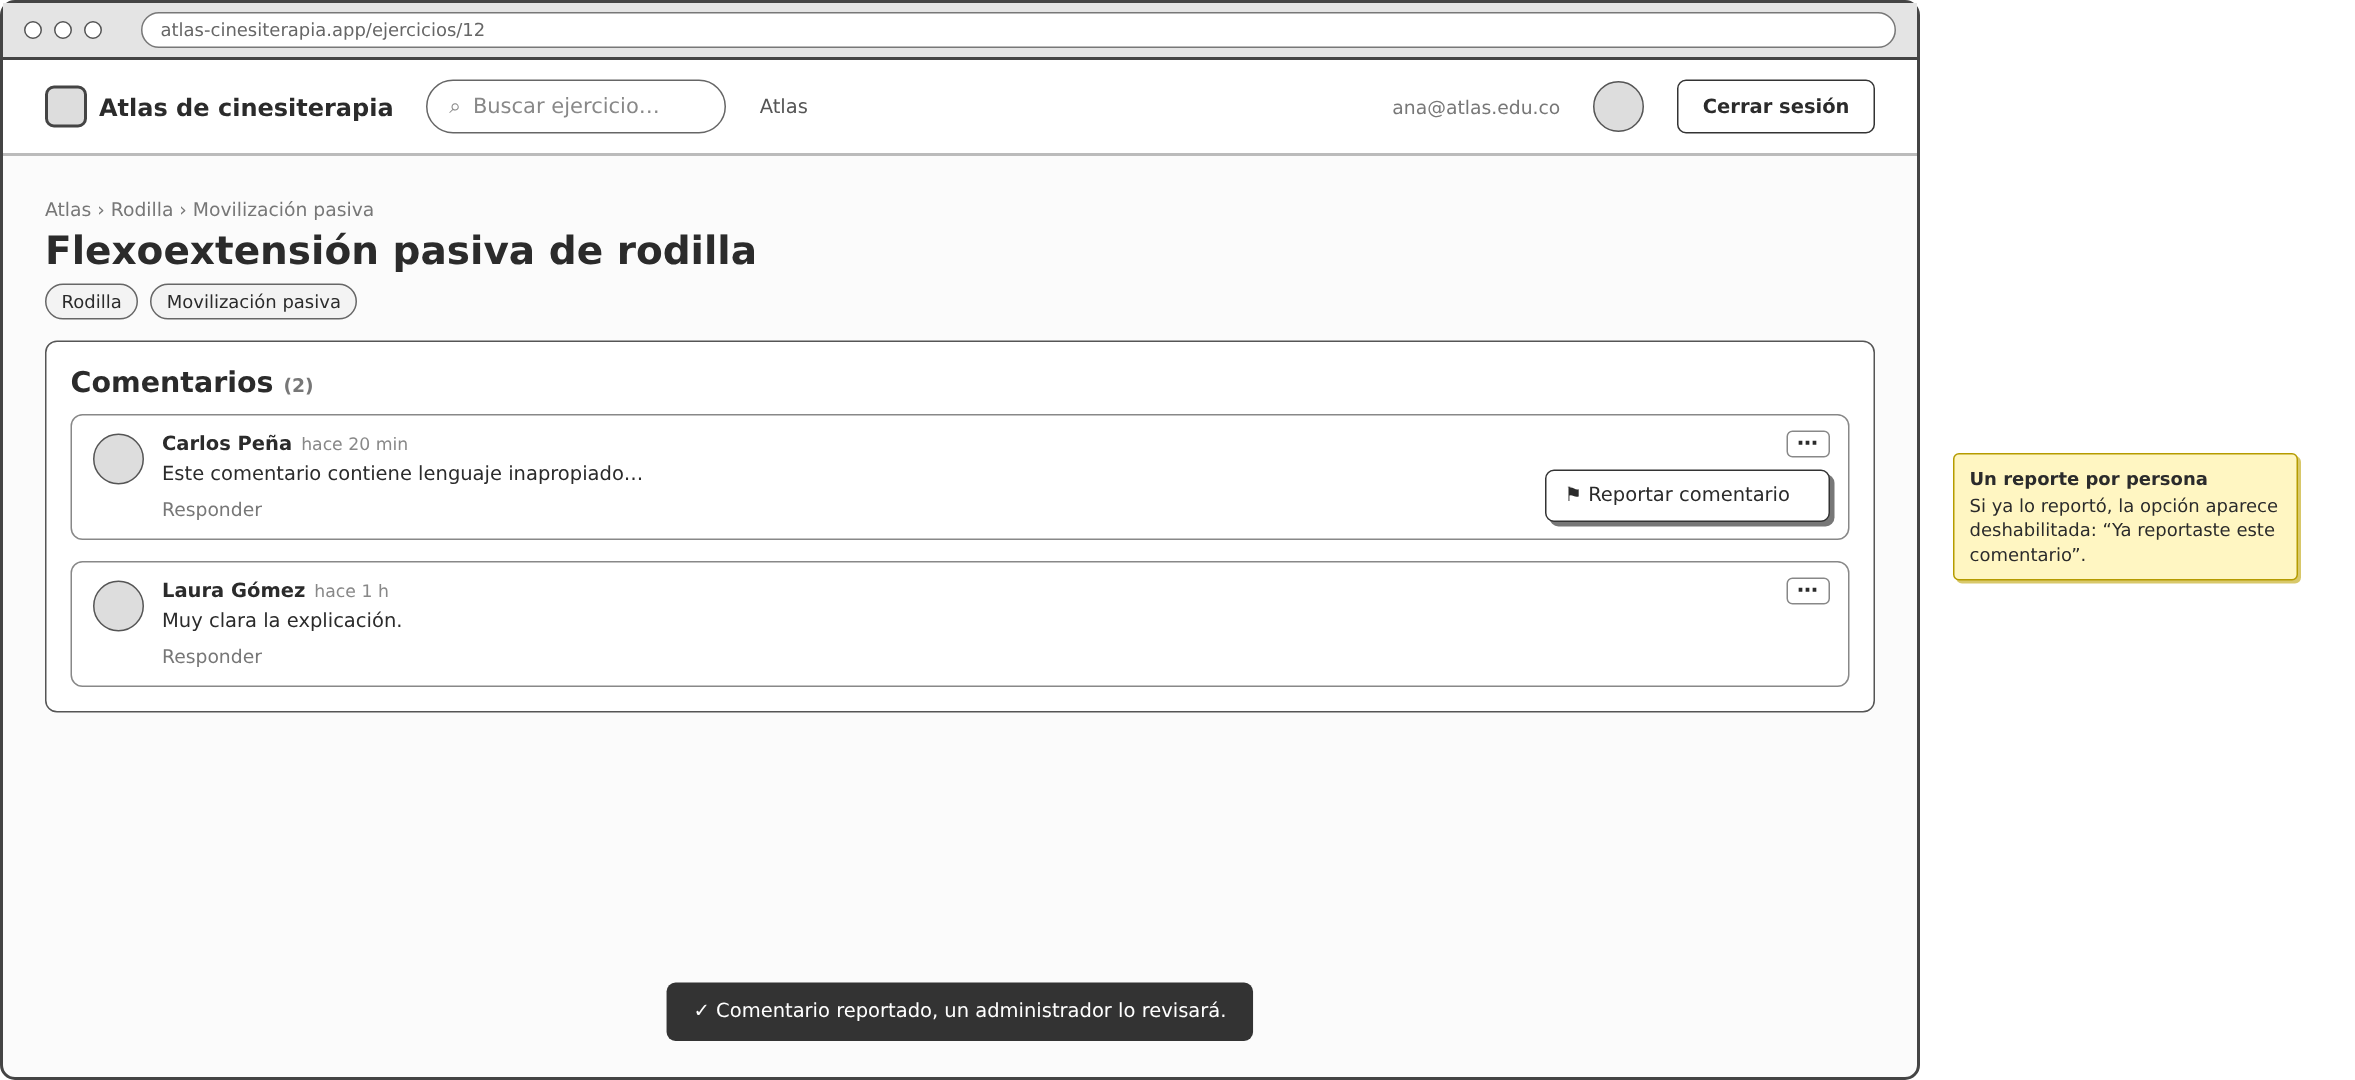 atlas-cinesiterapia.app/ejercicios/12
Atlas de cinesiterapia
⌕ Buscar ejercicio…
Atlas
ana@atlas.edu.co
Cerrar sesión
Atlas › Rodilla › Movilización pasiva
Flexoextensión pasiva de rodilla
Rodilla
Movilización pasiva
Comentarios (2)
Carlos Peña hace 20 min
Este comentario contiene lenguaje inapropiado…
Responder
⚑ Reportar comentario
Laura Gómez hace 1 h
Muy clara la explicación.
Responder
Un reporte por persona
Si ya lo reportó, la opción aparece
deshabilitada: “Ya reportaste este
comentario”.
✓ Comentario reportado, un administrador lo revisará.